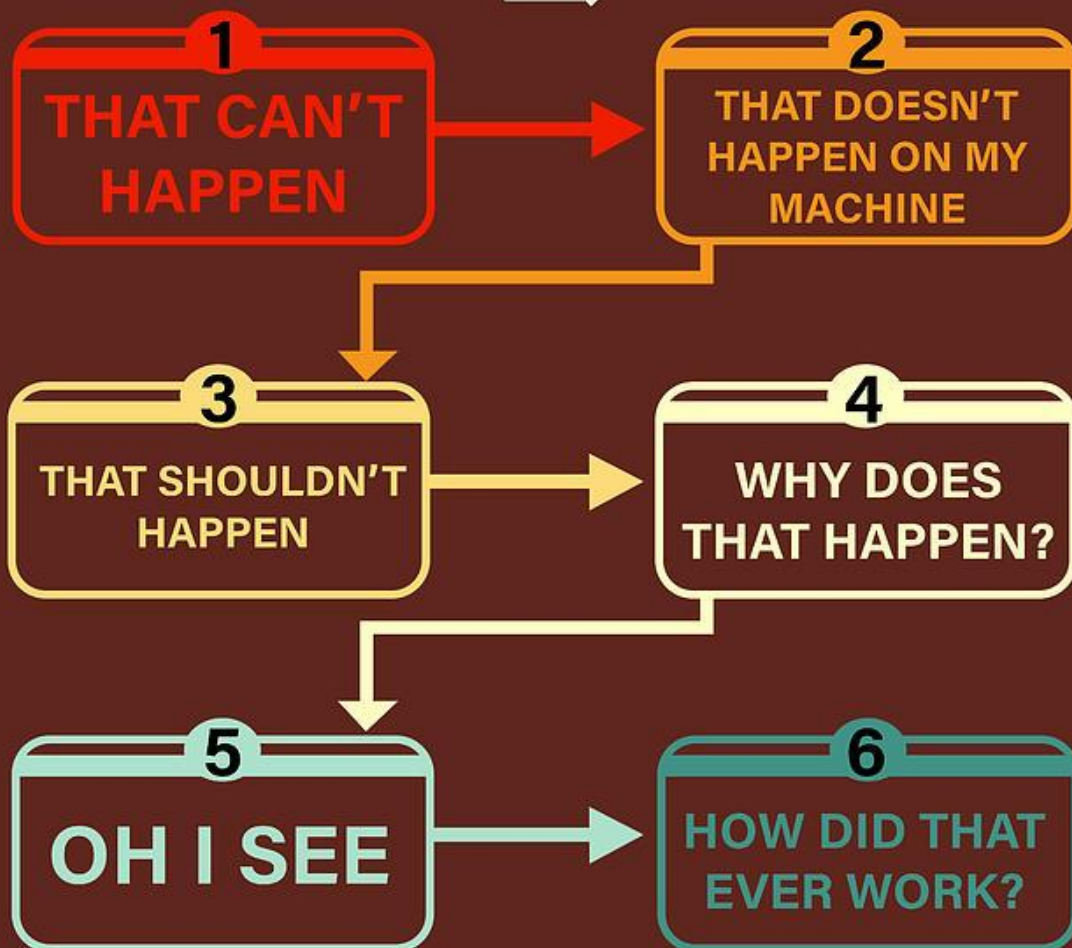 1
THAT CAN'T
HAPPEN
2
THAT DOESN'T
HAPPEN ON MY
MACHINE
3
THAT SHOULDN'T
HAPPEN
4
WHY DOES
THAT HAPPEN?
5
OH I SEE
6
HOW DID THAT
EVER WORK?